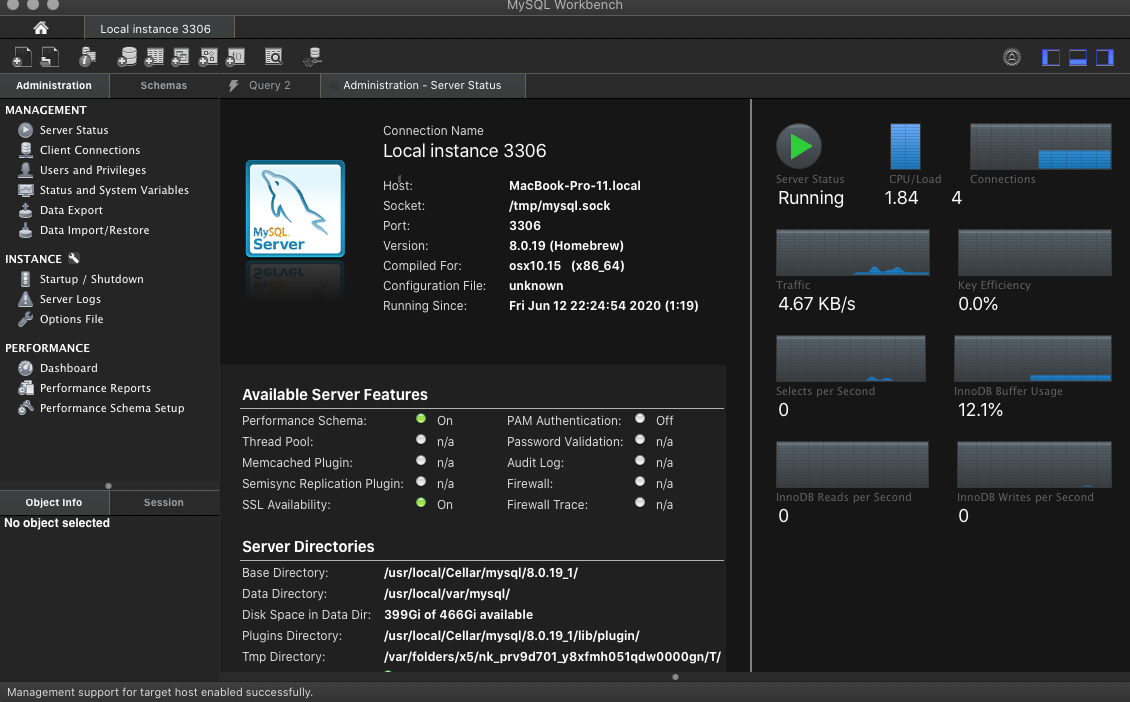 MySQL Workbench
Local instance 3306
Administration
Schemas
Query 2
Administration - Server Status
MANAGEMENT
Server Status
Client Connections
Users and Privileges
Status and System Variables
Data Export
Data Import/Restore
INSTANCE
Startup / Shutdown
Server Logs
Options File
PERFORMANCE
Dashboard
Performance Reports
Performance Schema Setup
Object Info
Session
No object selected
MySQL
Server
Connection Name
Local instance 3306
Host: MacBook-Pro-11.local
Socket: /tmp/mysql.sock
Port: 3306
Version: 8.0.19 (Homebrew)
Compiled For: osx10.15 (x86_64)
Configuration File: unknown
Running Since: Fri Jun 12 22:24:54 2020 (1:19)
Available Server Features
Performance Schema: On PAM Authentication: Off
Thread Pool: n/a Password Validation: n/a
Memcached Plugin: n/a Audit Log: n/a
Semisync Replication Plugin: n/a Firewall: n/a
SSL Availability: On Firewall Trace: n/a
Server Directories
Base Directory: /usr/local/Cellar/mysql/8.0.19_1/
Data Directory: /usr/local/var/mysql/
Disk Space in Data Dir: 399Gi of 466Gi available
Plugins Directory: /usr/local/Cellar/mysql/8.0.19_1/lib/plugin/
Tmp Directory: /var/folders/x5/nk_prv9d701_y8xfmh051qdw0000gn/T/
Server Status CPU/Load Connections
Running 1.84 4
Traffic Key Efficiency
4.67 KB/s 0.0%
Selects per Second InnoDB Buffer Usage
0 12.1%
InnoDB Reads per Second InnoDB Writes per Second
0 0
Management support for target host enabled successfully.